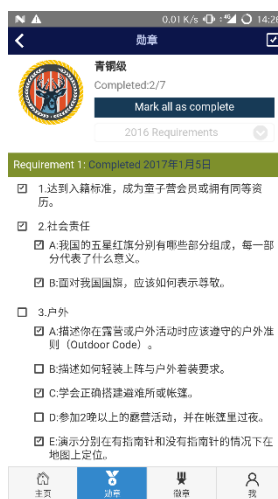 0.01 K/s 14:26
勋章
青铜级
Completed:2/7
Mark all as complete
2016 Requirements
Requirement 1: Completed 2017年1月5日
1.达到入籍标准，成为童子营会员或拥有同等资
历。
2.社会责任
A:我国的五星红旗分别有哪些部分组成，每一部
分代表了什么意义。
B:面对我国国旗，应该如何表示尊敬。
3.户外
A:描述你在露营或户外活动时应该遵守的户外准
则（Outdoor Code）。
B:描述如何轻装上阵与户外着装要求。
C:学会正确搭建避难所或帐篷。
D:参加2晚以上的露营活动，并在帐篷里过夜。
E:演示分别在有指南针和没有指南针的情况下在
地图上定位。
主页 勋章 徽章 我